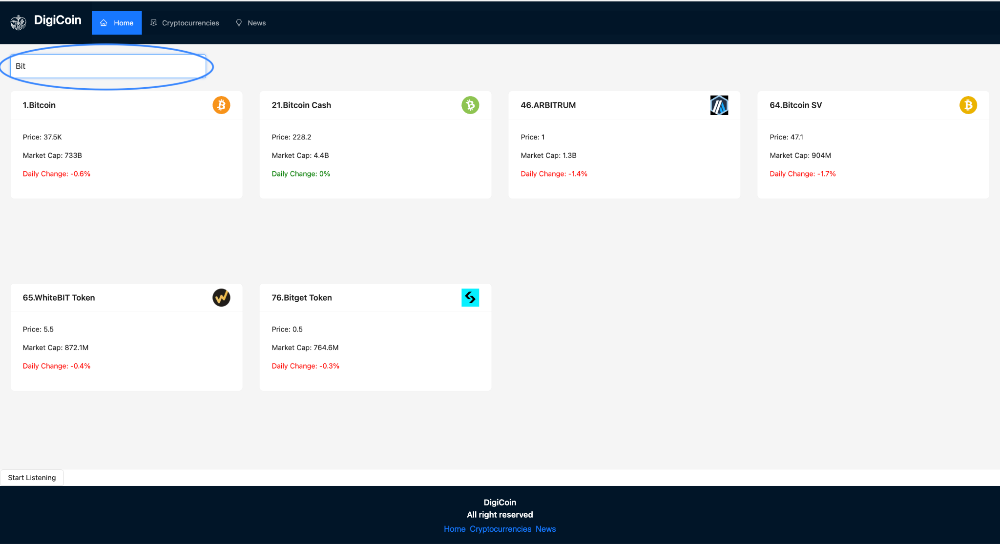 DigiCoin
Home
Cryptocurrencies
News
Bit
1.Bitcoin
Price: 37.5K
Market Cap: 733B
Daily Change: -0.6%
21.Bitcoin Cash
Price: 228.2
Market Cap: 4.4B
Daily Change: 0%
46.ARBITRUM
Price: 1
Market Cap: 1.3B
Daily Change: -1.4%
64.Bitcoin SV
Price: 47.1
Market Cap: 904M
Daily Change: -1.7%
65.WhiteBIT Token
Price: 5.5
Market Cap: 872.1M
Daily Change: -0.4%
76.Bitget Token
Price: 0.5
Market Cap: 764.6M
Daily Change: -0.3%
Start Listening
DigiCoin
All right reserved
Home Cryptocurrencies News